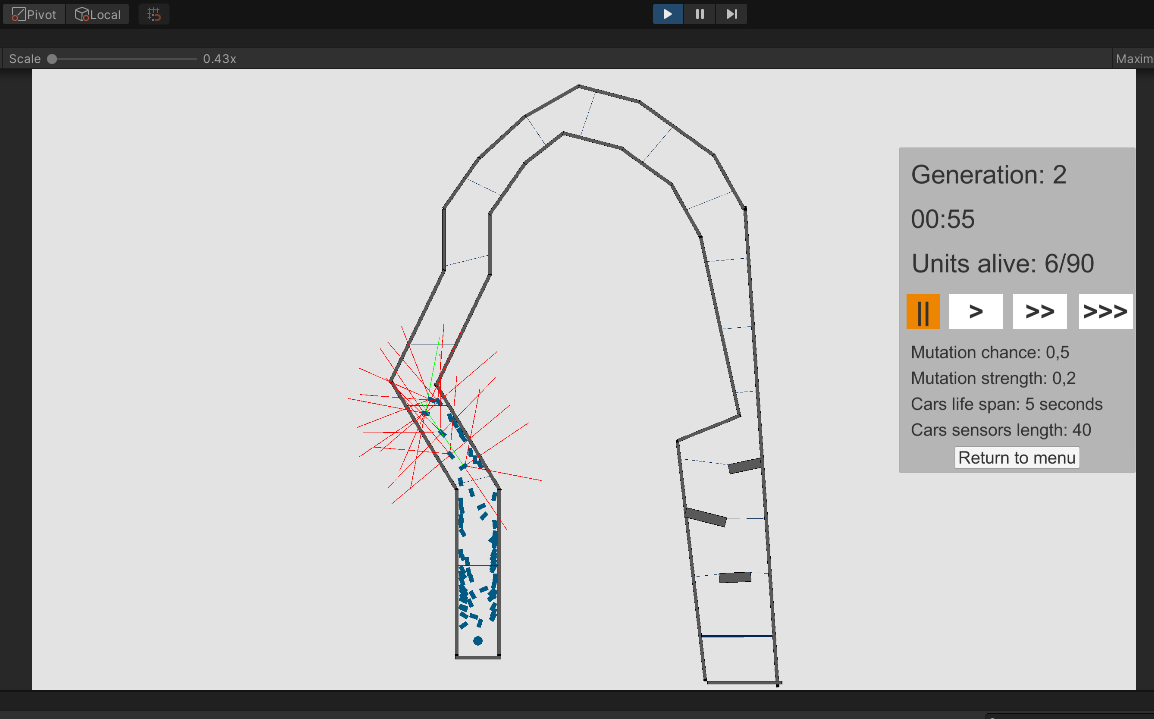 Pivot Local
Scale 0.43x Maxim
Generation: 2
00:55
Units alive: 6/90
|| > >> >>>
Mutation chance: 0,5
Mutation strength: 0,2
Cars life span: 5 seconds
Cars sensors length: 40
Return to menu